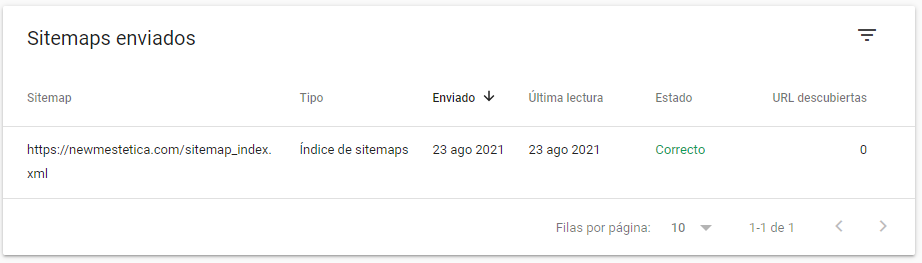 Sitemaps enviados
Sitemap Tipo Enviado Última lectura Estado URL descubiertas
https://newmestetica.com/sitemap_index. Índice de sitemaps 23 ago 2021 23 ago 2021 Correcto 0
xml
Filas por página: 10 1-1 de 1